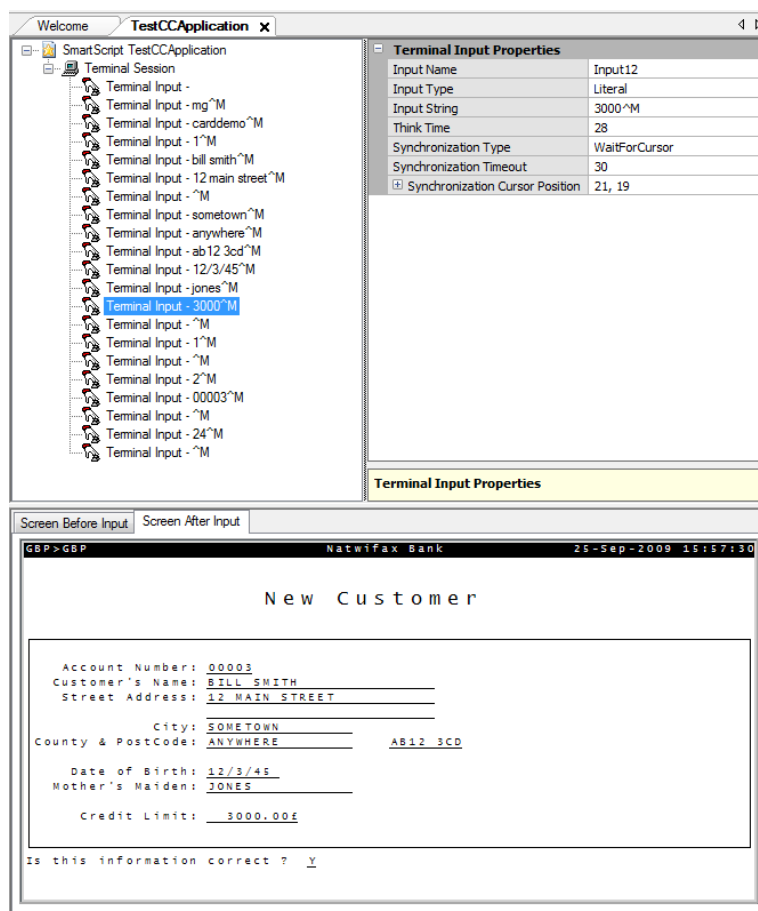 Welcome TestCCApplication x
SmartScript TestCCApplication
Terminal Session
Terminal Input -
Terminal Input - mg^M
Terminal Input - carddemo^M
Terminal Input - 1^M
Terminal Input - bill smith^M
Terminal Input - 12 main street^M
Terminal Input - ^M
Terminal Input - sometown^M
Terminal Input - anywhere^M
Terminal Input - ab12 3cd^M
Terminal Input - 12/3/45^M
Terminal Input - jones^M
Terminal Input - 3000^M
Terminal Input - ^M
Terminal Input - 1^M
Terminal Input - ^M
Terminal Input - 2^M
Terminal Input - 00003^M
Terminal Input - ^M
Terminal Input - 24^M
Terminal Input - ^M
Terminal Input Properties
Input Name Input12
Input Type Literal
Input String 3000^M
Think Time 28
Synchronization Type WaitForCursor
Synchronization Timeout 30
Synchronization Cursor Position 21, 19
Terminal Input Properties
Screen Before Input Screen After Input
GBP>GBP Natwifax Bank 25-Sep-2009 15:57:30
New Customer
Account Number: 00003
Customer's Name: BILL SMITH
Street Address: 12 MAIN STREET
City: SOMETOWN
County & PostCode: ANYWHERE AB12 3CD
Date of Birth: 12/3/45
Mother's Maiden: JONES
Credit Limit: 3000.00£
Is this information correct ? Y